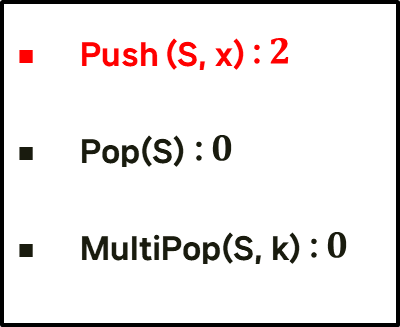 ▪ Push (S, x) : 2
▪ Pop(S) : 0
▪ MultiPop(S, k) : 0